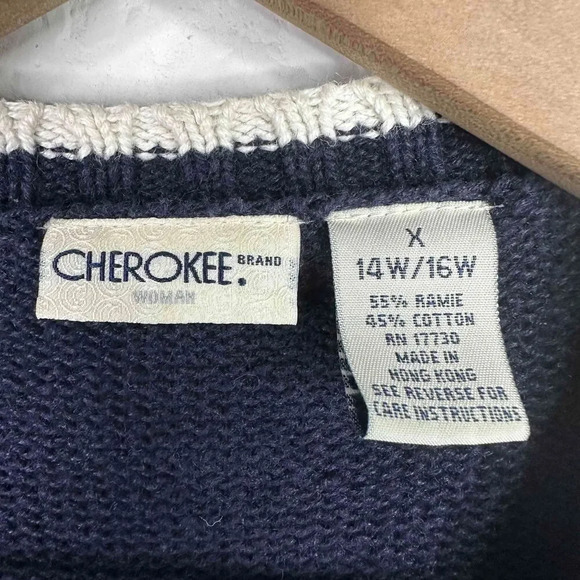 CHEROKEE. BRAND
WOMAN
X
14W/16W
55% RAMIE
45% COTTON
RN 17730
MADE IN
HONG KONG
SEE REVERSE FOR
CARE INSTRUCTIONS